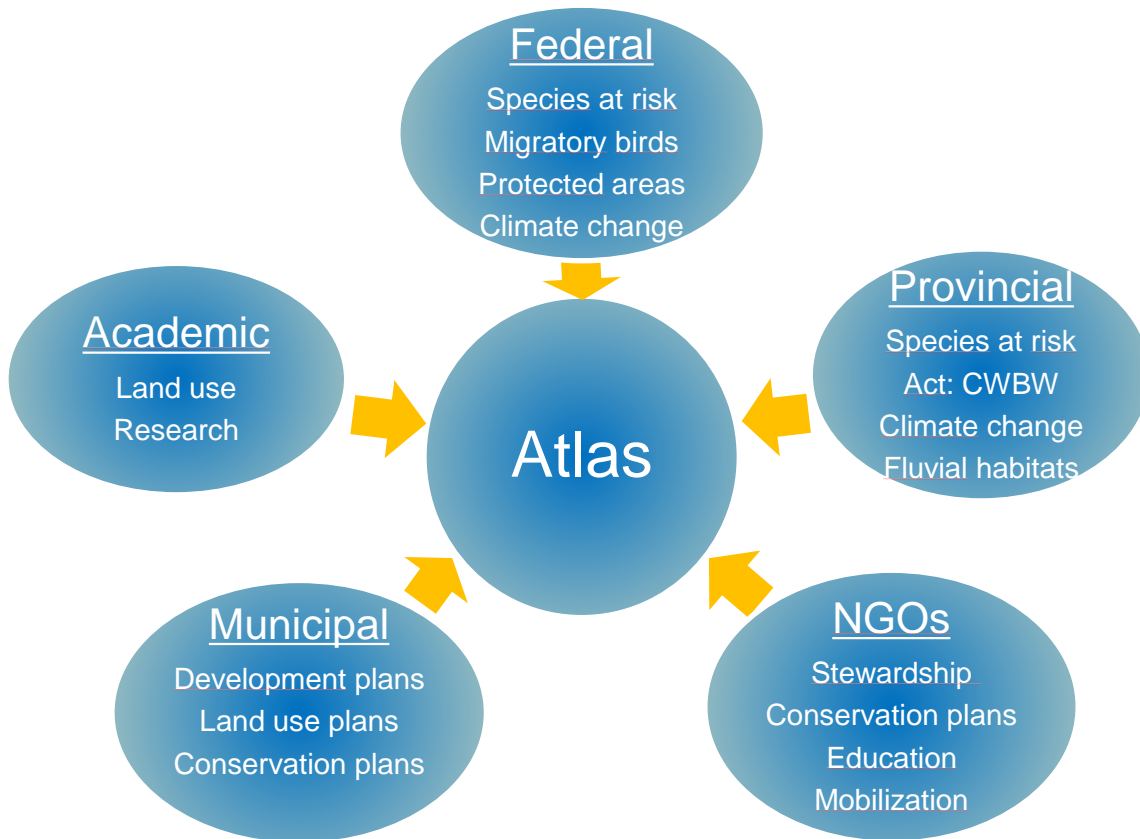 Federal
Species at risk
Migratory birds
Protected areas
Climate change
Provincial
Species at risk
Act: CWBW
Climate change
Fluvial habitats
Academic
Land use
Research
Atlas
Municipal
Development plans
Land use plans
Conservation plans
NGOs
Stewardship
Conservation plans
Education
Mobilization